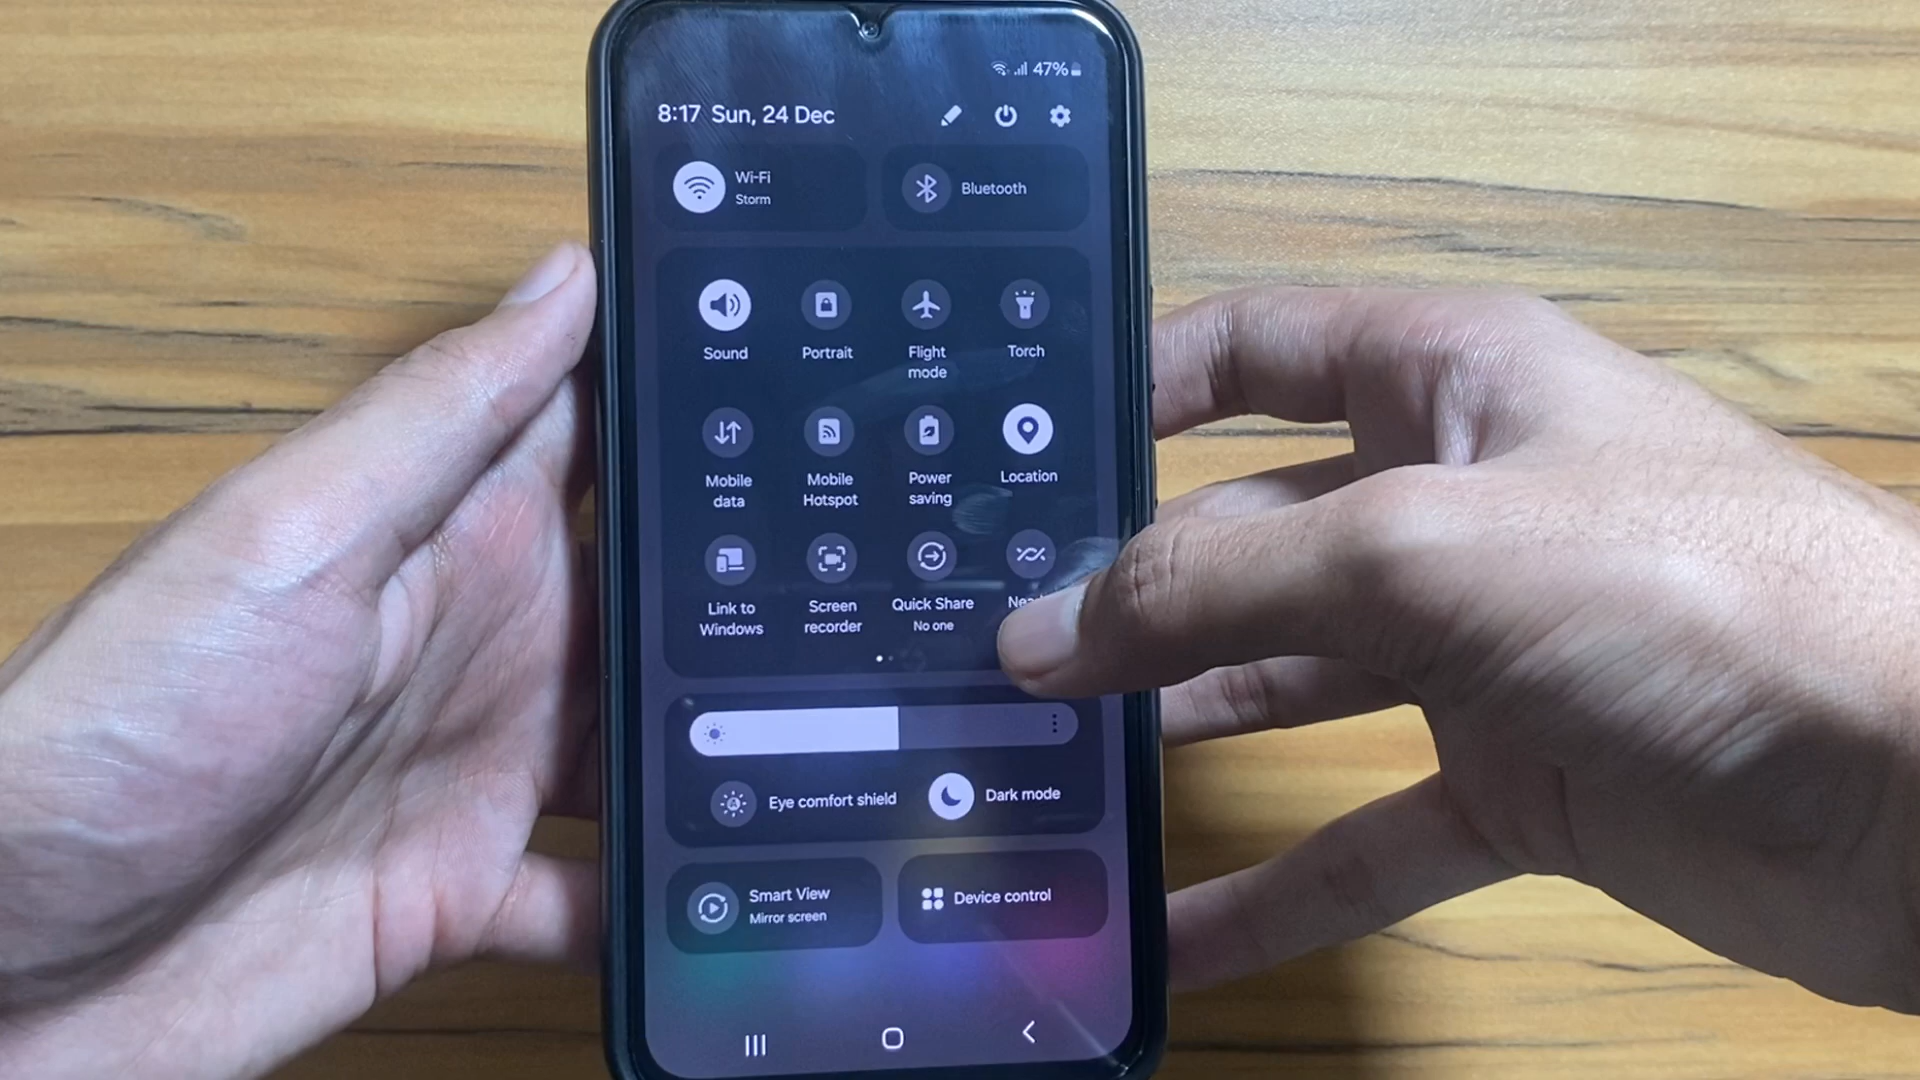 47%
8:17 Sun, 24 Dec
Wi-Fi
Storm
Bluetooth
Sound
Portrait
Flight
mode
Torch
Mobile
data
Mobile
Hotspot
Power
saving
Location
Link to
Windows
Screen
recorder
Quick Share
No one
Eye comfort shield
Dark mode
Smart View
Mirror screen
Device control